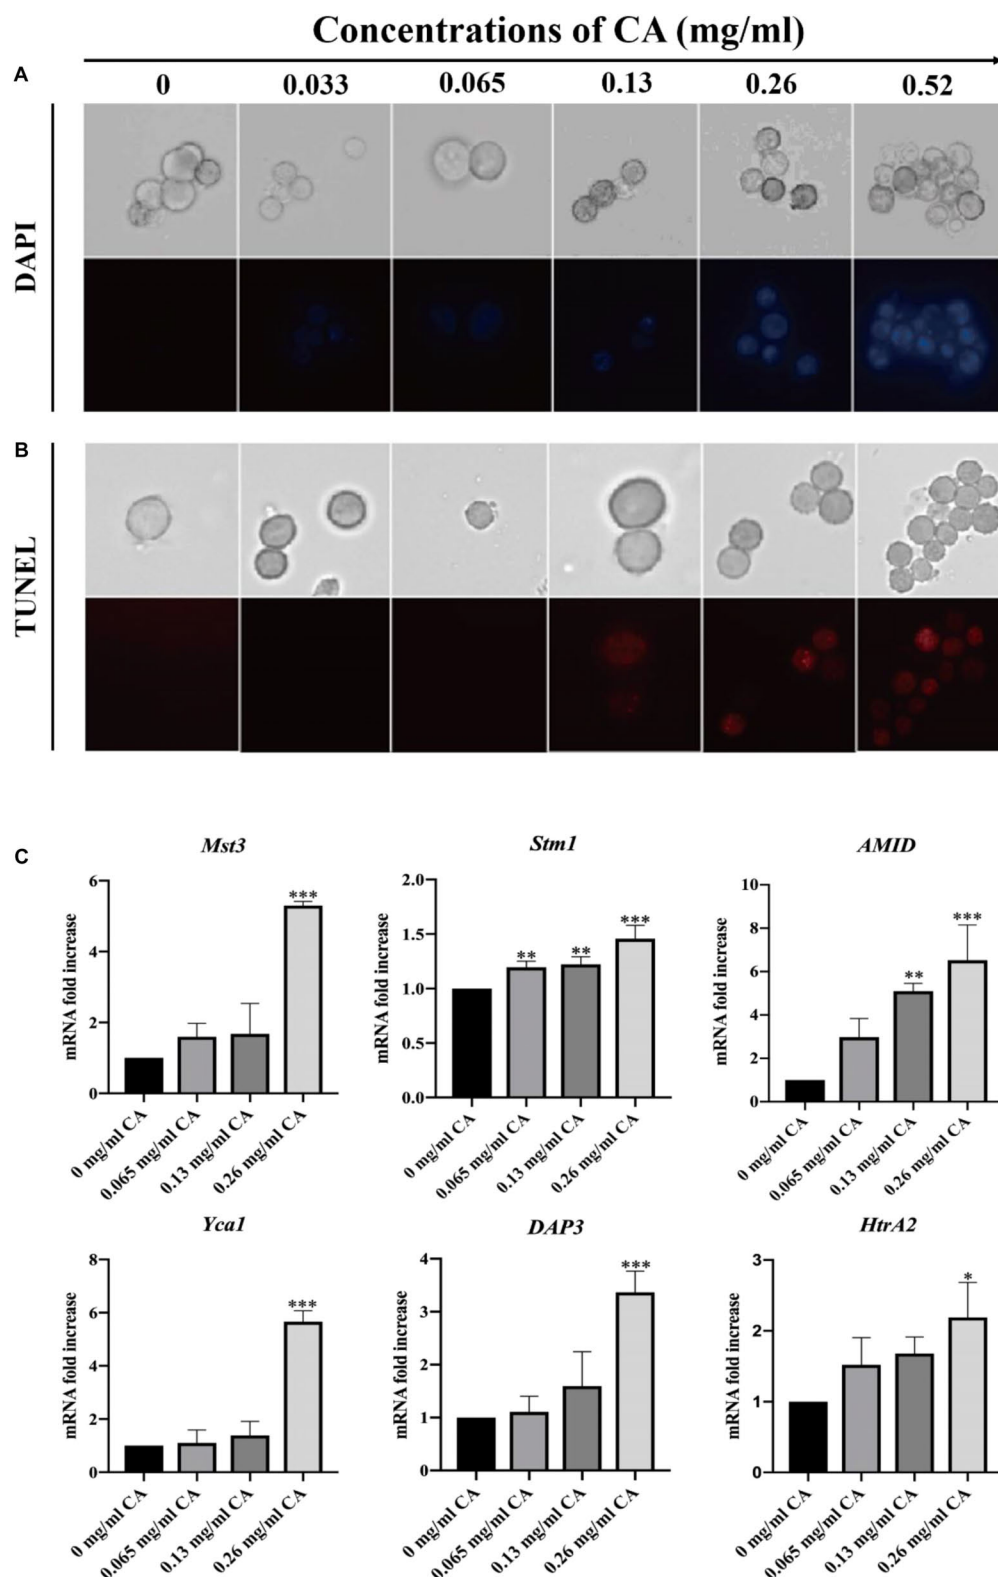 Concentrations of CA (mg/ml)
A
0 0.033 0.065 0.13 0.26 0.52
DAPI
B
TUNEL
C
Mst3
mRNA fold increase
6
4
2
0
***
0 mg/ml CA
0.065 mg/ml CA
0.13 mg/ml CA
0.26 mg/ml CA
Stm1
mRNA fold increase
2.0
1.5
1.0
0.5
0.0
**
**
***
0 mg/ml CA
0.065 mg/ml CA
0.13 mg/ml CA
0.26 mg/ml CA
AMID
mRNA fold increase
10
8
6
4
2
0
**
***
0 mg/ml CA
0.065 mg/ml CA
0.13 mg/ml CA
0.26 mg/ml CA
Yca1
mRNA fold increase
8
6
4
2
0
***
0 mg/ml CA
0.065 mg/ml CA
0.13 mg/ml CA
0.26 mg/ml CA
DAP3
mRNA fold increase
4
3
2
1
0
***
0 mg/ml CA
0.065 mg/ml CA
0.13 mg/ml CA
0.26 mg/ml CA
HtrA2
mRNA fold increase
3
2
1
0
*
0 mg/ml CA
0.065 mg/ml CA
0.13 mg/ml CA
0.26 mg/ml CA